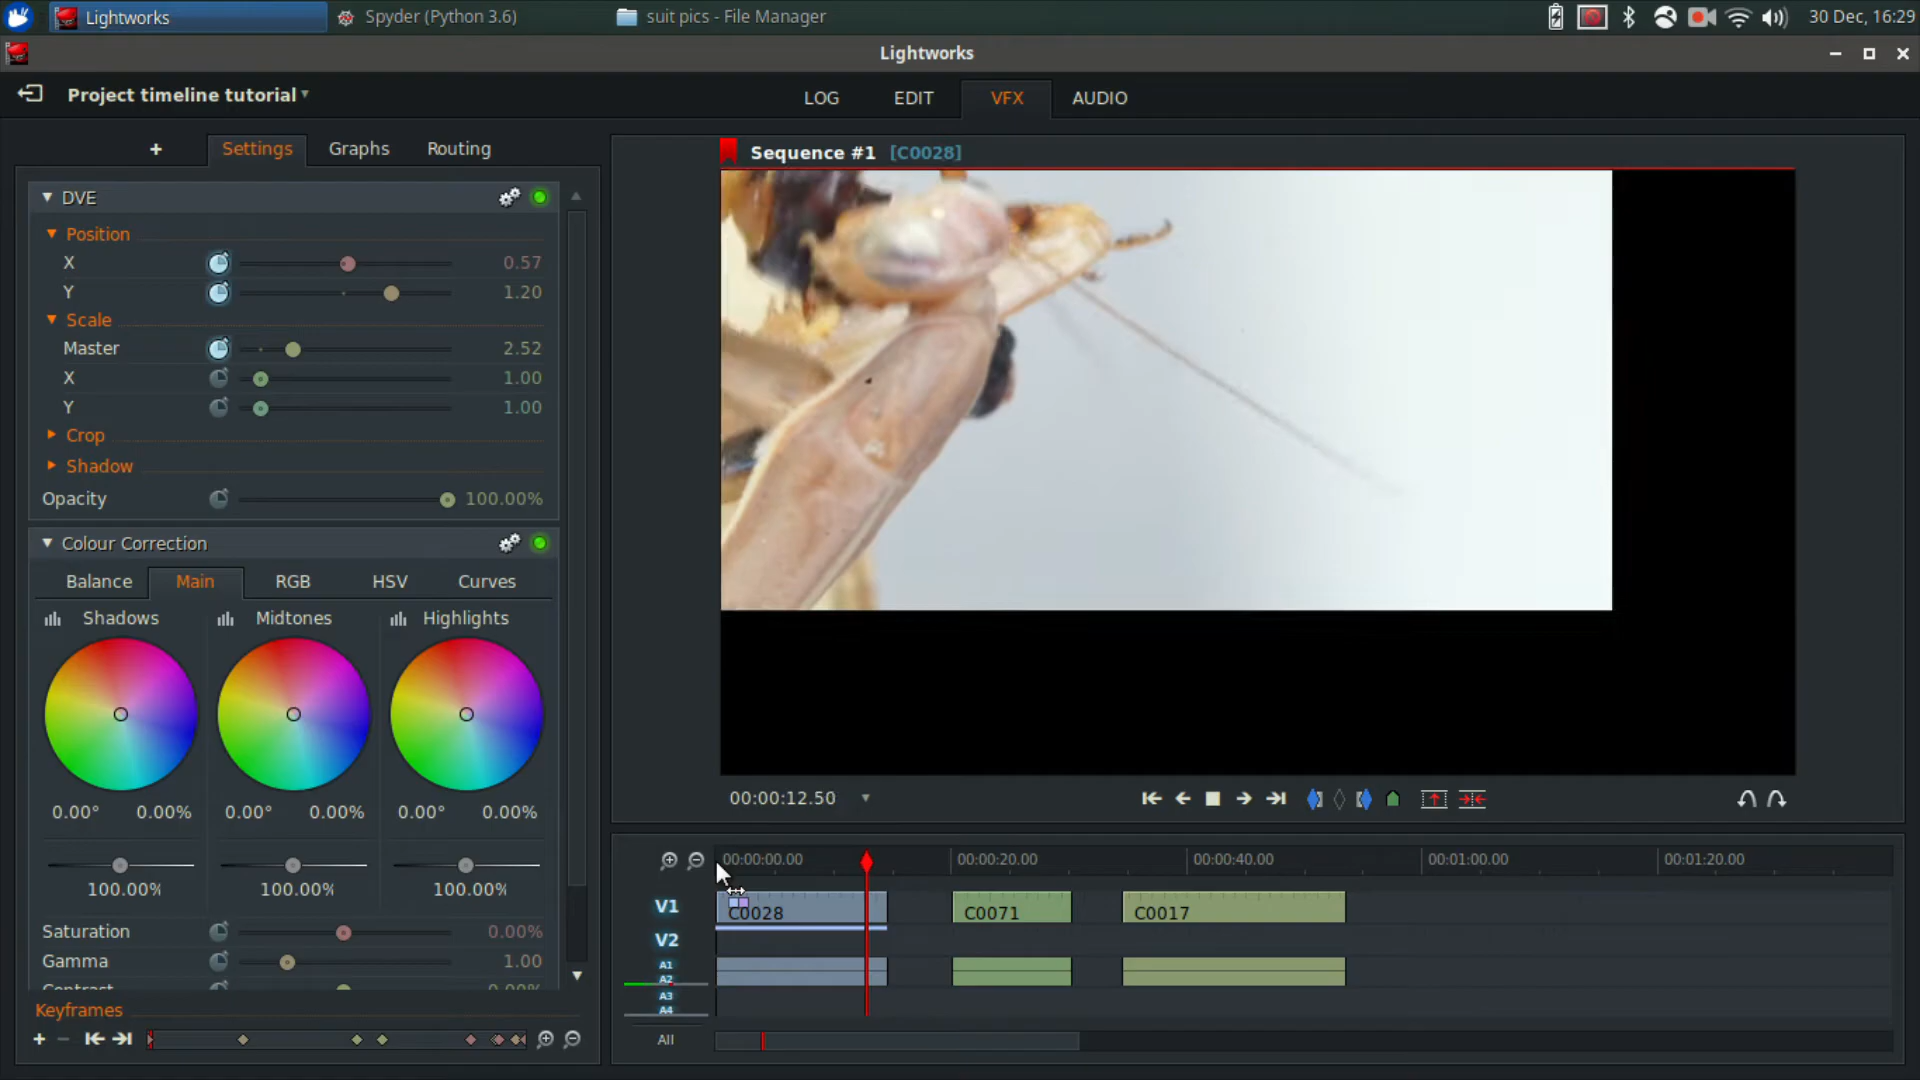 Lightworks
Spyder (Python 3.6)
suit pics - File Manager
30 Dec, 16:29
Lightworks
Project timeline tutorial
LOG
EDIT
VFX
AUDIO
+
Settings
Graphs
Routing
Sequence #1 [C0028]
DVE
Position
X 0.57
Y 1.20
Scale
Master 2.52
X 1.00
Y 1.00
Crop
Shadow
Opacity 100.00%
Colour Correction
Balance
Main
RGB
HSV
Curves
Shadows
Midtones
Highlights
0.00° 0.00%
0.00° 0.00%
0.00° 0.00%
100.00%
100.00%
100.00%
Saturation 0.00%
Gamma 1.00
Contrast 0.00%
Keyframes
00:00:12.50
00:00:00.00
00:00:20.00
00:00:40.00
00:01:00.00
00:01:20.00
V1
C0028
C0071
C0017
V2
A1
A2
A3
A4
All